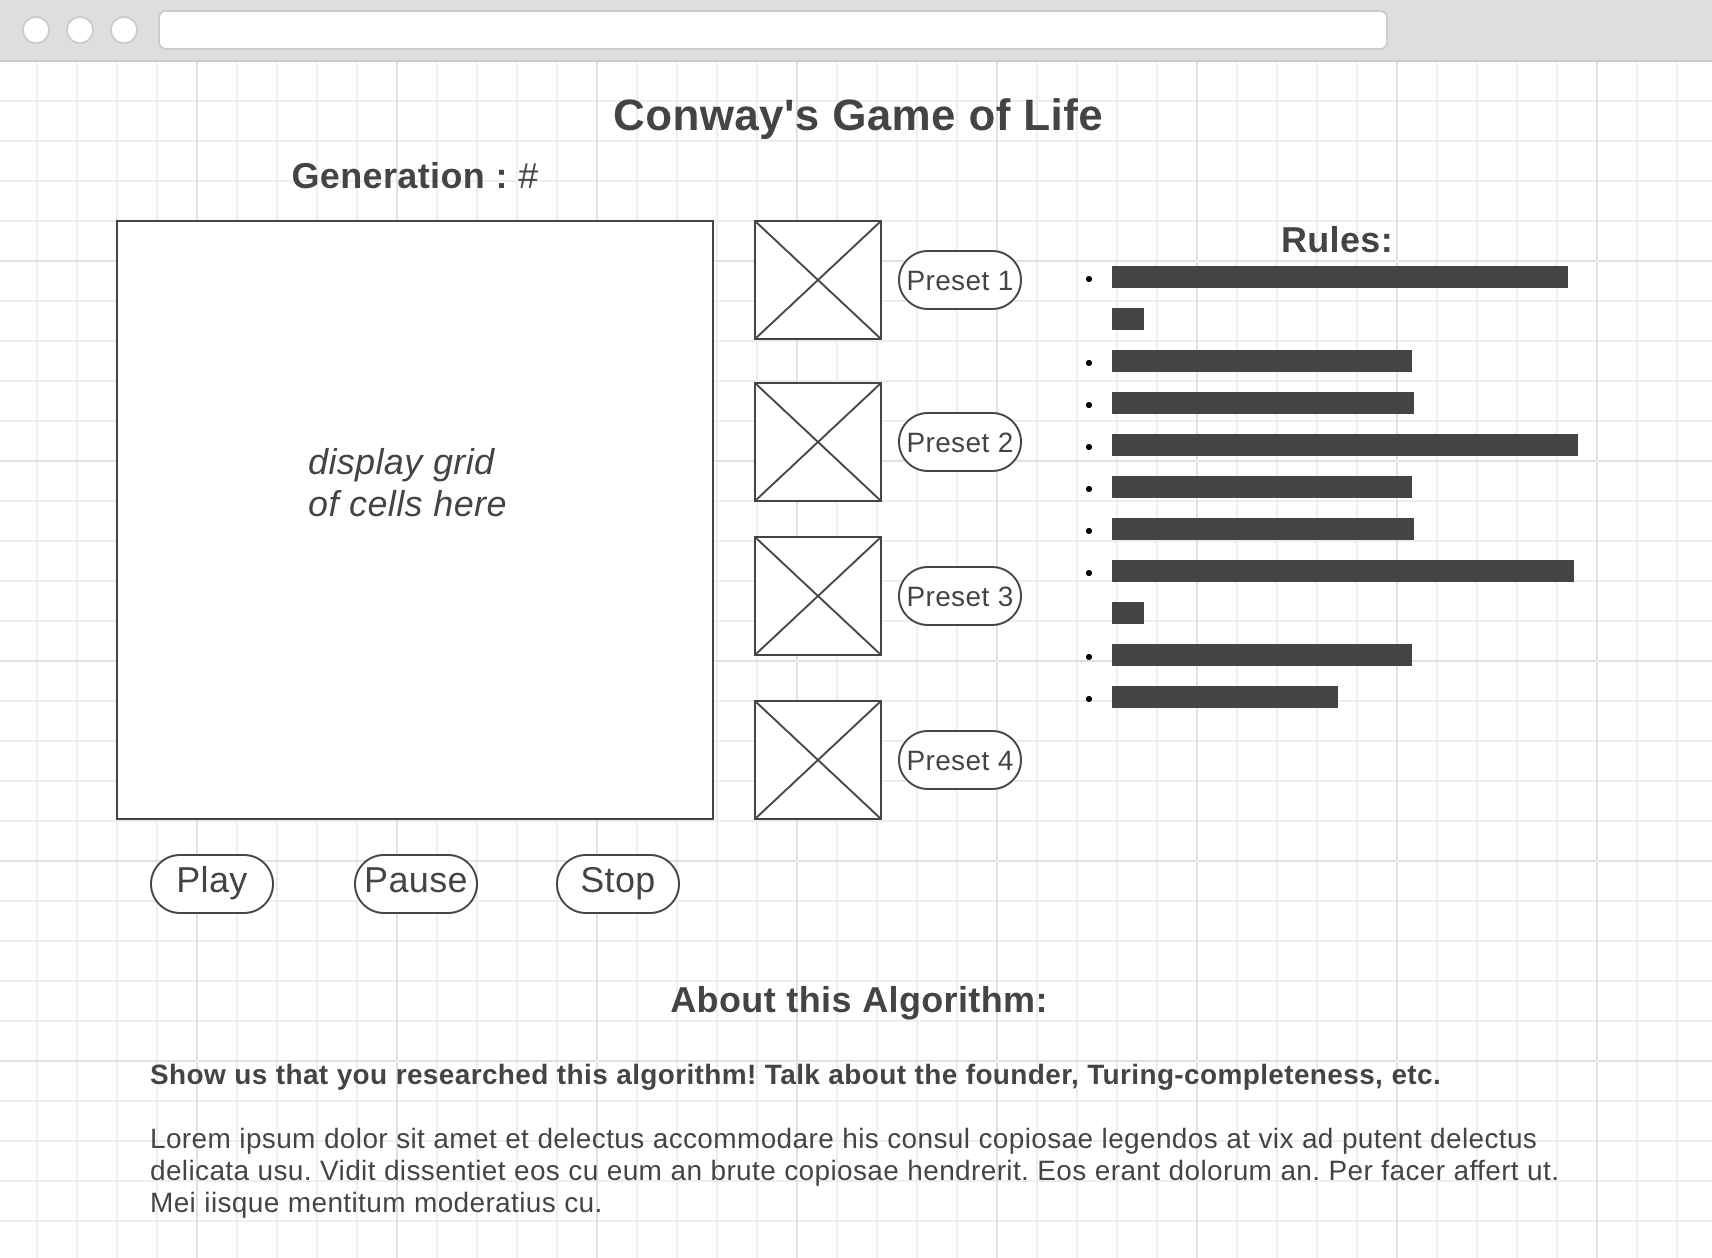 Conway's Game of Life
Generation : #
display grid
of cells here
Preset 1
Preset 2
Preset 3
Preset 4
Rules:
Play
Pause
Stop
About this Algorithm:
Show us that you researched this algorithm! Talk about the founder, Turing-completeness, etc.
Lorem ipsum dolor sit amet et delectus accommodare his consul copiosae legendos at vix ad putent delectus
delicata usu. Vidit dissentiet eos cu eum an brute copiosae hendrerit. Eos erant dolorum an. Per facer affert ut.
Mei iisque mentitum moderatius cu.